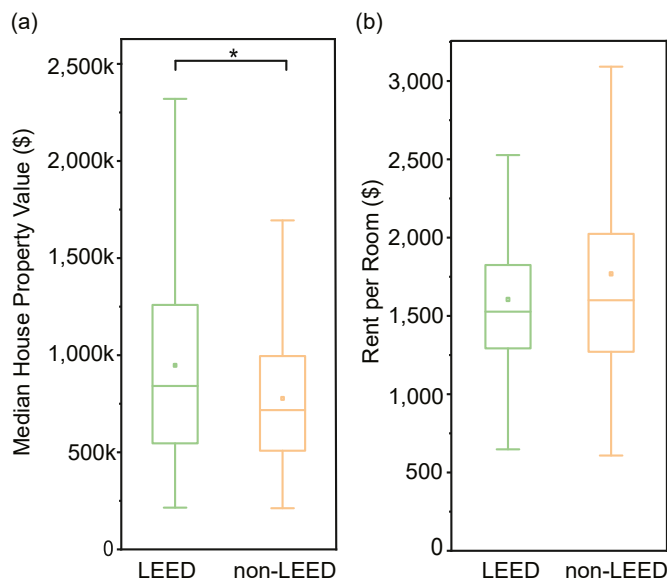 (a)
Median House Property Value ($)
2,500k
2,000k
1,500k
1,000k
500k
0
*
LEED
non-LEED
(b)
Rent per Room ($)
3,000
2,500
2,000
1,500
1,000
500
0
LEED
non-LEED